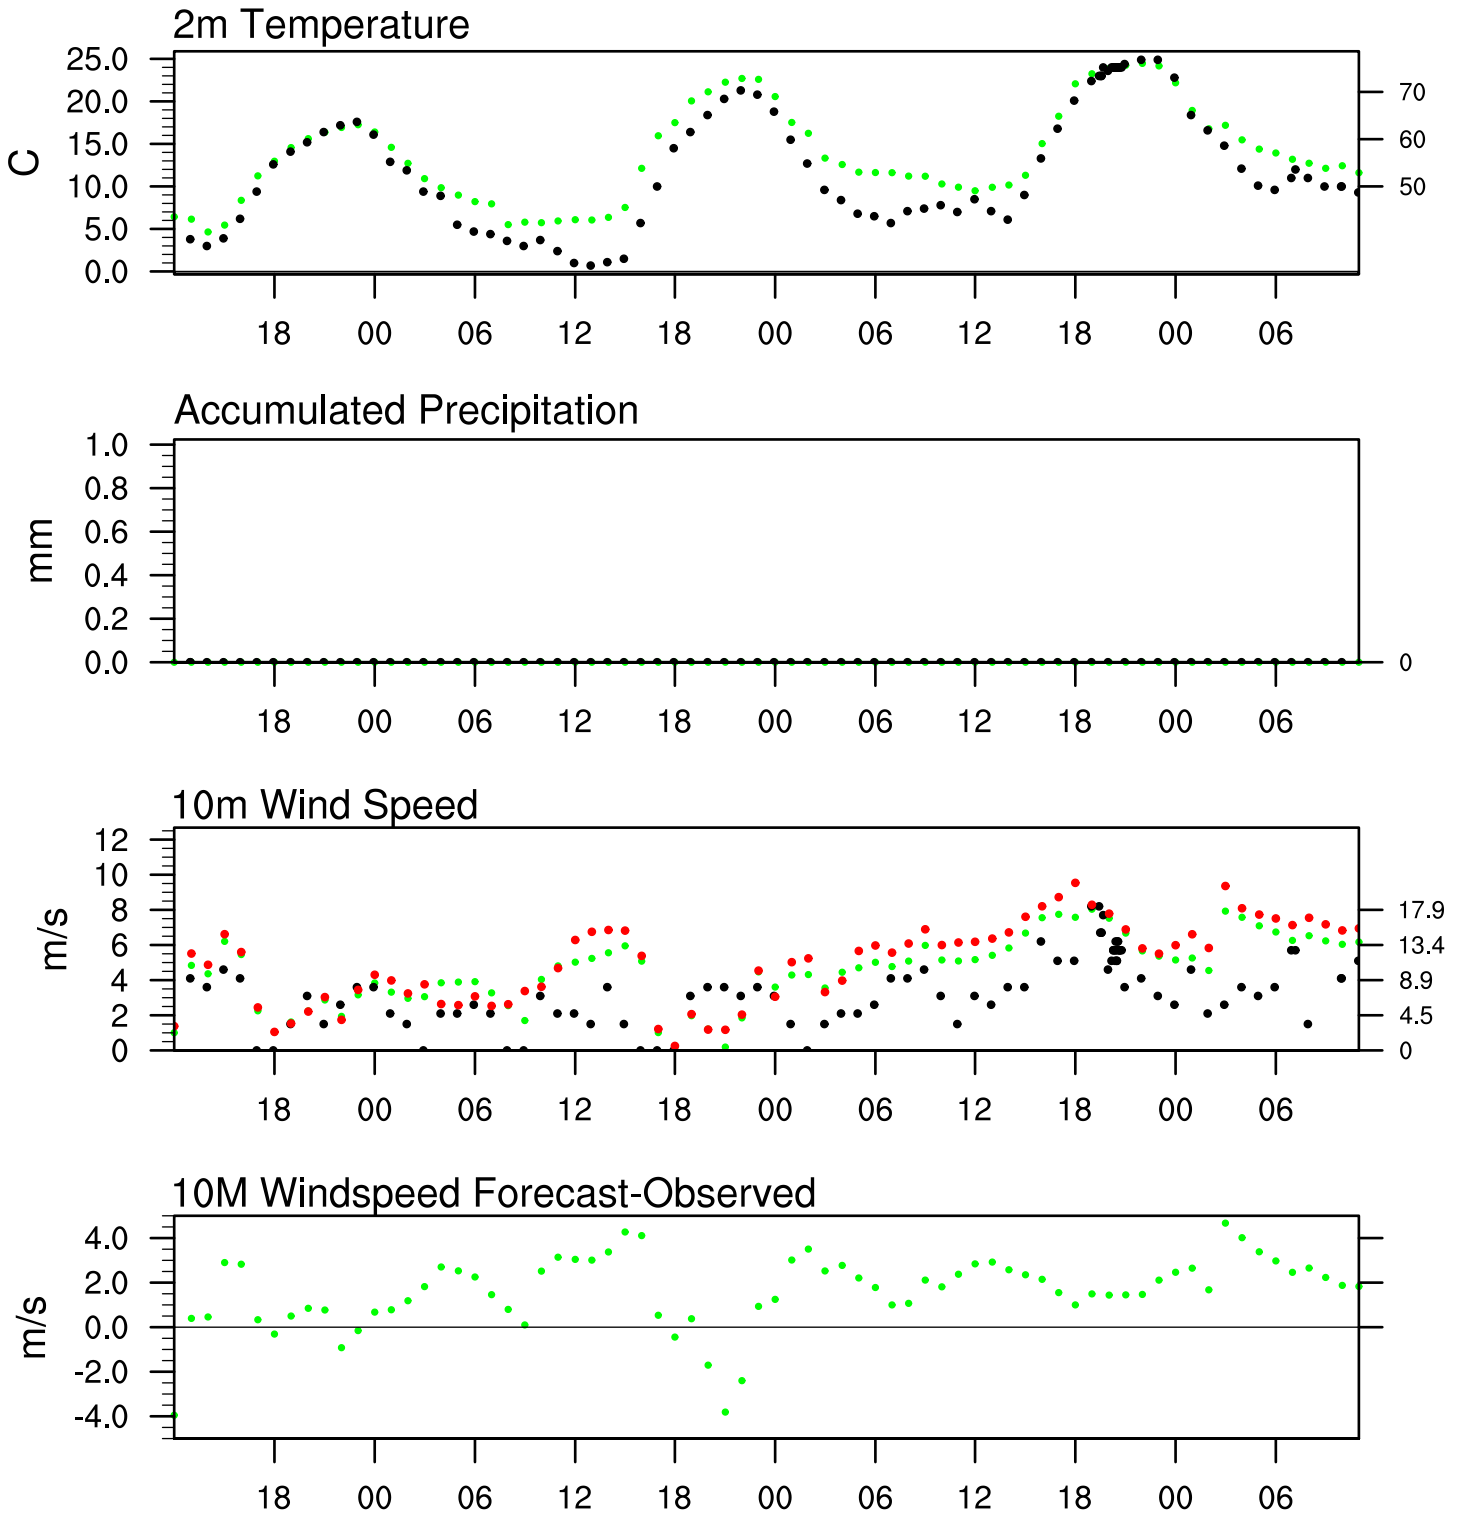 2m Temperature
25.0
20.0
15.0
10.0
5.0
0.0
C
70
60
50
18 00 06 12 18 00 06 12 18 00 06
Accumulated Precipitation
1.0
0.8
0.6
0.4
0.2
0.0
mm
0
18 00 06 12 18 00 06 12 18 00 06
10m Wind Speed
12
10
8
6
4
2
0
m/s
17.9
13.4
8.9
4.5
0
18 00 06 12 18 00 06 12 18 00 06
10M Windspeed Forecast-Observed
4.0
2.0
0.0
-2.0
-4.0
m/s
18 00 06 12 18 00 06 12 18 00 06